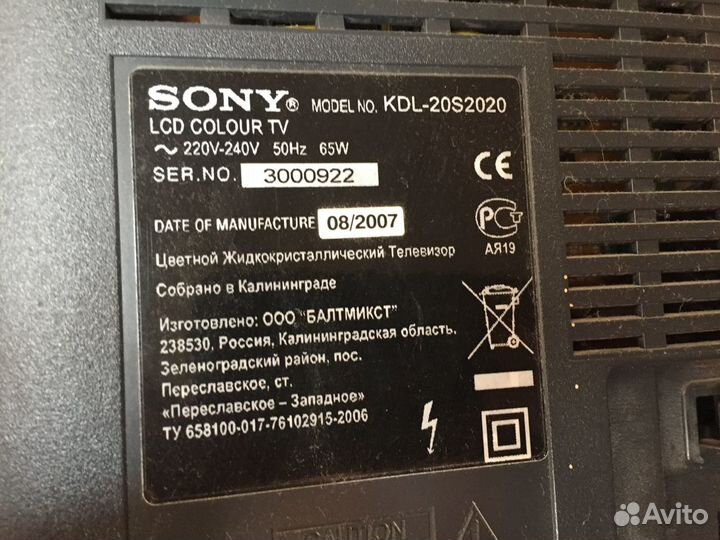 SONY® MODEL NO. KDL-20S2020
LCD COLOUR TV
~ 220V-240V 50Hz 65W
SER.NO. 3000922
CE
DATE OF MANUFACTURE 08/2007
РСТ
АЯ19
Цветной Жидкокристаллический Телевизор
Собрано в Калининграде
Изготовлено: ООО "БАЛТМИКСТ"
238530, Россия, Калининградская область,
Зеленоградский район, пос.
Переславское, ст.
«Переславское – Западное»
ТУ 658100-017-76102915-2006
CAUTION
Avito